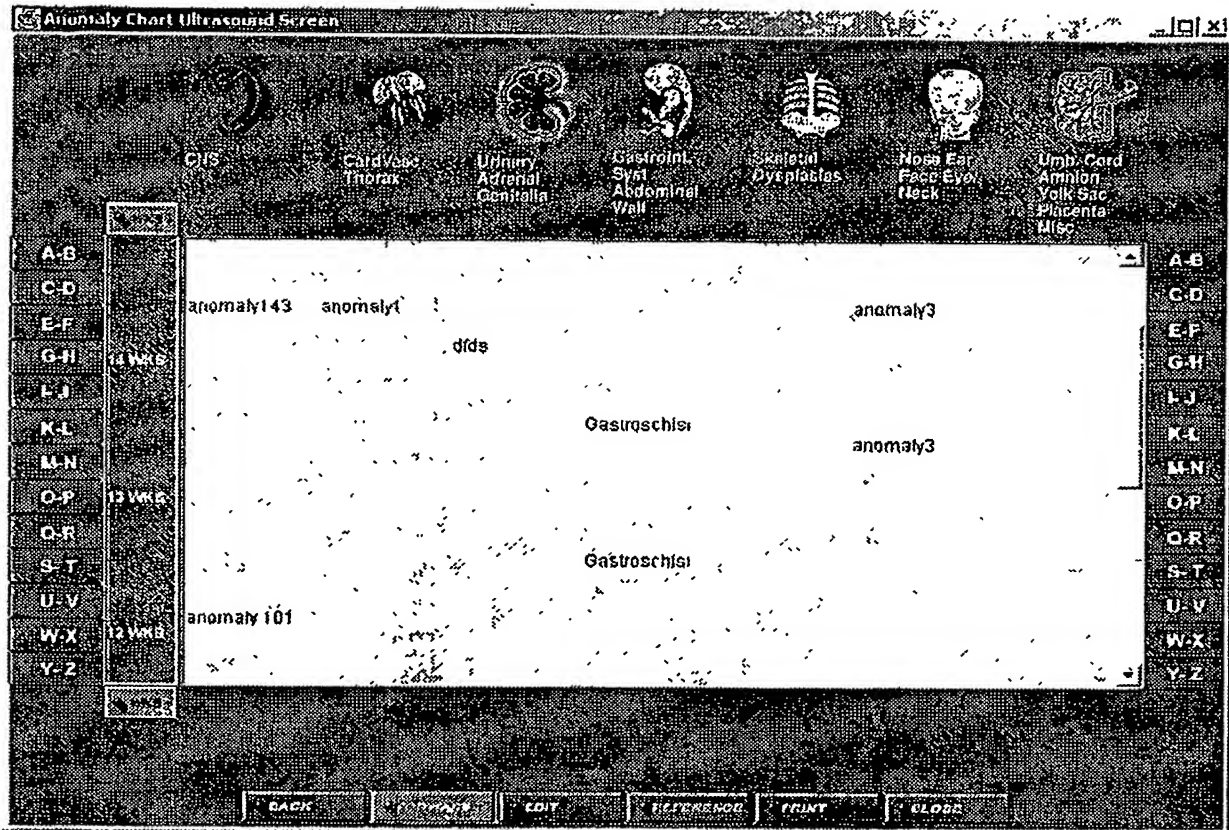 Anomaly Chart Ultrasound Screen
CNS
CardVasc
Thorax
Urinary
Adrenal
Genitalia
Gastroint.
Syst
Abdominal
Wall
Skeletal
Dysplasias
Nose Ear
Face Eye
Neck
Umb Cord
Amnion
Yolk Sac
Placenta
Misc
A-B
C-D
E-F
G-H
I-J
K-L
M-N
O-P
Q-R
S-T
U-V
W-X
Y-Z
14 WKS
13 WKS
12 WKS
anomaly143 anomaly1 anomaly3
dfds
Gastroschisi
anomaly3
Gastroschisi
anomaly 101
A-B
C-D
E-F
G-H
I-J
K-L
M-N
O-P
Q-R
S-T
U-V
W-X
Y-Z
BACK FORWARD EDIT REFERENCE PRINT CLOSE